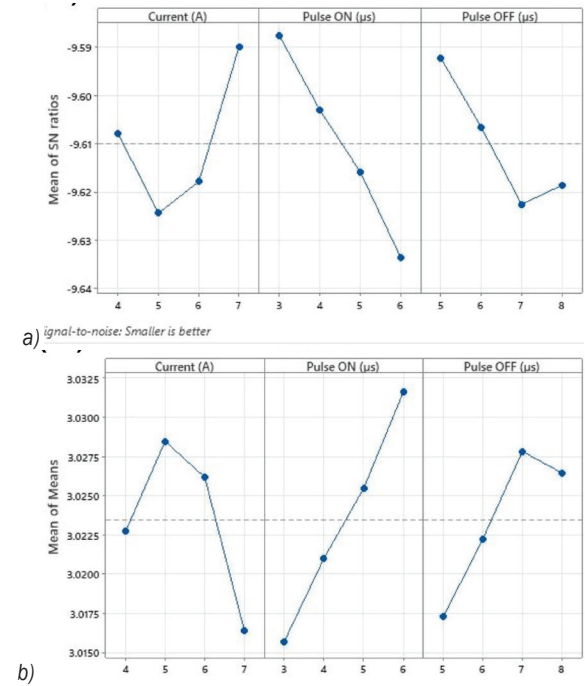 Current (A) Pulse ON (µs) Pulse OFF (µs)
Mean of SN ratios
-9.59
-9.60
-9.61
-9.62
-9.63
-9.64
4 5 6 7 3 4 5 6 5 6 7 8
a) ignal-to-noise: Smaller is better
Current (A) Pulse ON (µs) Pulse OFF (µs)
Mean of Means
3.0325
3.0300
3.0275
3.0250
3.0225
3.0200
3.0175
3.0150
4 5 6 7 3 4 5 6 5 6 7 8
b)